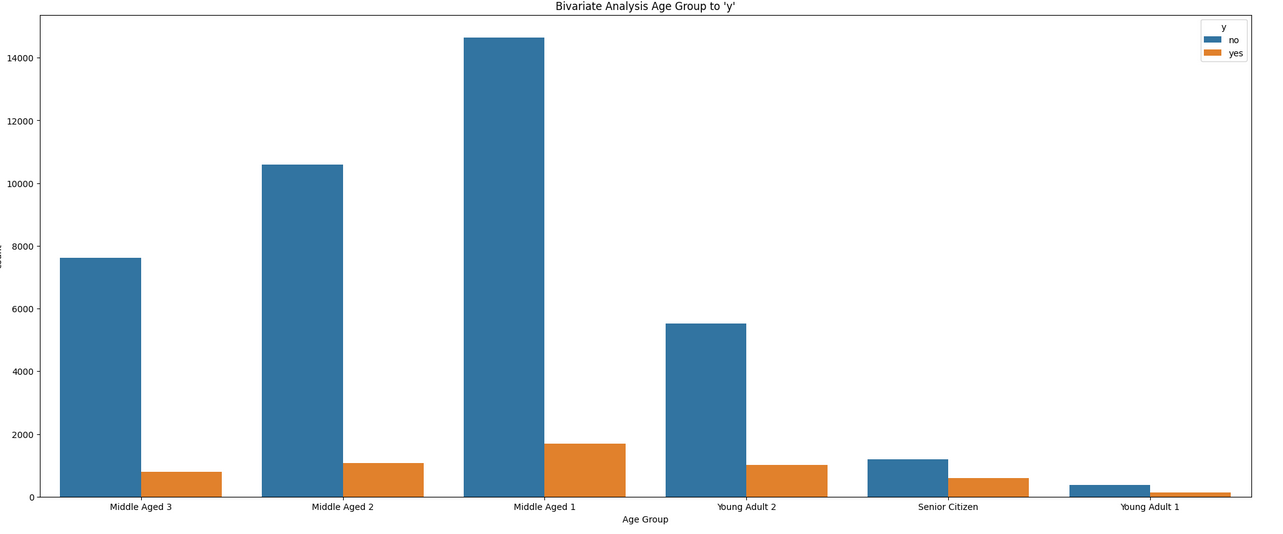 Bivariate Analysis Age Group to 'y'
y
no
yes
14000
12000
10000
8000
6000
4000
2000
0
Middle Aged 3
Middle Aged 2
Middle Aged 1
Young Adult 2
Senior Citizen
Young Adult 1
Age Group